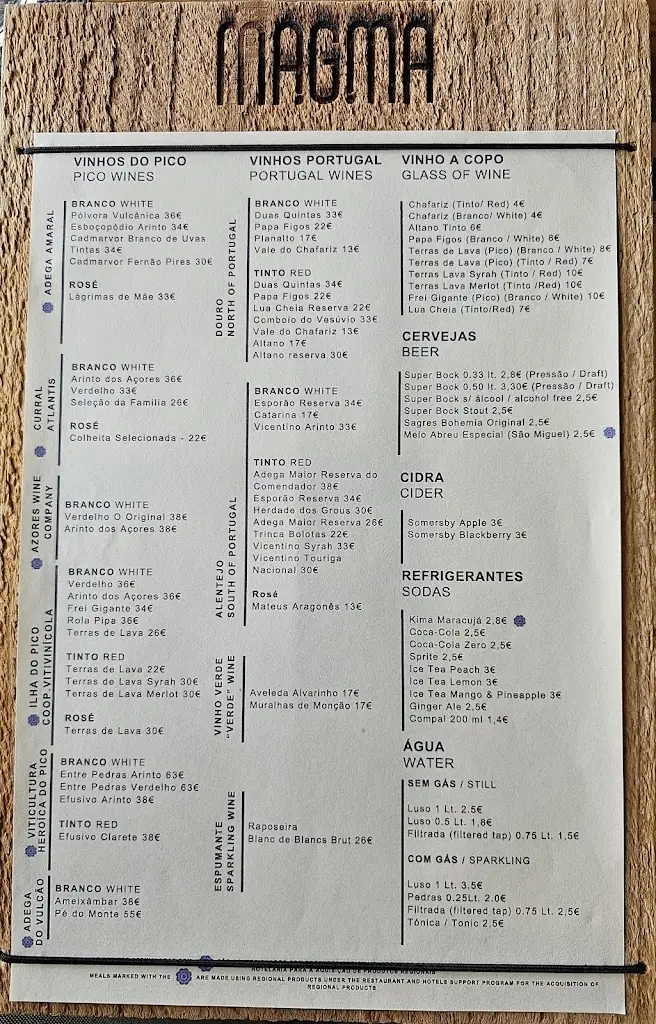 MAGMA
VINHOS DO PICO
PICO WINES
ADEGA AMARAL
BRANCO WHITE
Pólvora Vulcânica 36€
Esboçopódio Arinto 34€
Cadmarvor Branco de Uvas
Tintas 34€
Cadmarvor Fernão Pires 30€
ROSÉ
Lágrimas de Mãe 33€
CURRAL
ATLANTIS
BRANCO WHITE
Arinto dos Açores 36€
Verdelho 33€
Seleção da Família 26€
ROSÉ
Colheita Selecionada - 22€
AZORES WINE
COMPANY
BRANCO WHITE
Verdelho O Original 38€
Arinto dos Açores 38€
ILHA DO PICO
COOP.VITIVINÍCOLA
BRANCO WHITE
Verdelho 36€
Arinto dos Açores 36€
Frei Gigante 34€
Rola Pipa 36€
Terras de Lava 26€
TINTO RED
Terras de Lava 22€
Terras de Lava Syrah 30€
Terras de Lava Merlot 30€
ROSÉ
Terras de Lava 30€
VITICULTURA
HEROICA DO PICO
BRANCO WHITE
Entre Pedras Arinto 63€
Entre Pedras Verdelho 63€
Efusivo Arinto 38€
TINTO RED
Efusivo Clarete 38€
ADEGA
DO VULCÃO
BRANCO WHITE
Ameixâmbar 38€
Pé do Monte 55€
VINHOS PORTUGAL
PORTUGAL WINES
DOURO
NORTH OF PORTUGAL
BRANCO WHITE
Duas Quintas 33€
Papa Figos 22€
Planalto 17€
Vale do Chafariz 13€
TINTO RED
Duas Quintas 34€
Papa Figos 22€
Lua Cheia Reserva 22€
Comboio do Vesúvio 33€
Vale do Chafariz 13€
Altano 17€
Altano reserva 30€
ALENTEJO
SOUTH OF PORTUGAL
BRANCO WHITE
Esporão Reserva 34€
Catarina 17€
Vicentino Arinto 33€
TINTO RED
Adega Maior Reserva do
Comendador 38€
Esporão Reserva 34€
Herdade dos Grous 30€
Adega Maior Reserva 26€
Trinca Bolotas 22€
Vicentino Syrah 33€
Vicentino Touriga
Nacional 30€
Rosé
Mateus Aragonês 13€
VINHO VERDE
"VERDE" WINE
Aveleda Alvarinho 17€
Muralhas de Monção 17€
ESPUMANTE
SPARKLING WINE
Raposeira
Blanc de Blancs Brut 26€
VINHO A COPO
GLASS OF WINE
Chafariz (Tinto/ Red) 4€
Chafariz (Branco/ White) 4€
Altano Tinto 6€
Papa Figos (Branco / White) 6€
Terras de Lava (Pico) (Branco / White) 8€
Terras de Lava (Pico) (Tinto / Red) 7€
Terras Lava Syrah (Tinto / Red) 10€
Terras Lava Merlot (Tinto /Red) 10€
Frei Gigante (Pico) (Branco / White) 10€
Lua Cheia (Tinto/Red) 7€
CERVEJAS
BEER
Super Bock 0.33 lt. 2,8€ (Pressão / Draft)
Super Bock 0.50 lt. 3,30€ (Pressão / Draft)
Super Bock s/ álcool / alcohol free 2,5€
Super Bock Stout 2,5€
Sagres Bohemia Original 2,5€
Melo Abreu Especial (São Miguel) 2,5€
CIDRA
CIDER
Somersby Apple 3€
Somersby Blackberry 3€
REFRIGERANTES
SODAS
Kima Maracujá 2,8€
Coca-Cola 2,5€
Coca-Cola Zero 2,5€
Sprite 2,5€
Ice Tea Peach 3€
Ice Tea Lemon 3€
Ice Tea Mango & Pineapple 3€
Ginger Ale 2,5€
Compal 200 ml 1,4€
ÁGUA
WATER
SEM GÁS / STILL
Luso 1 Lt. 2.5€
Luso 0.5 Lt. 1,8€
Filtrada (filtered tap) 0.75 Lt. 1,5€
COM GÁS / SPARKLING
Luso 1 Lt. 3.5€
Pedras 0.25Lt. 2.0€
Filtrada (filtered tap) 0.75 Lt. 2,5€
Tónica / Tonic 2,5€
HOTELARIA PARA A AQUISIÇÃO DE PRODUTOS REGIONAIS
MEALS MARKED WITH THE ARE MADE USING REGIONAL PRODUCTS UNDER THE RESTAURANT AND HOTELS SUPPORT PROGRAM FOR THE ACQUISITION OF
REGIONAL PRODUCTS